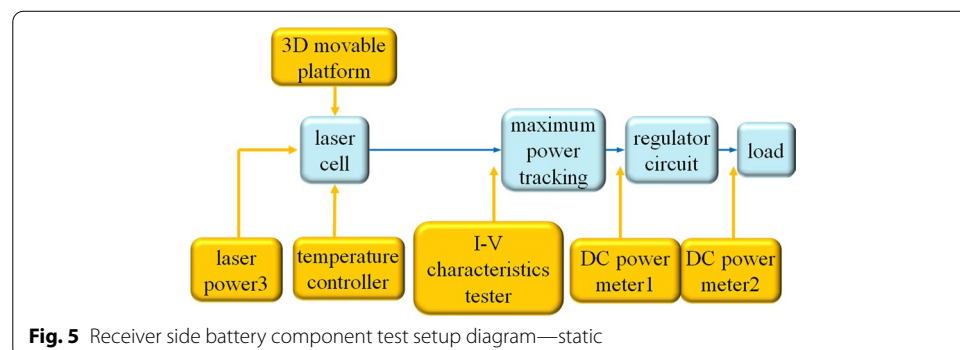 3D movable
platform
laser
cell
maximum
power
tracking
regulator
circuit
load
laser
power3
temperature
controller
I-V
characteristics
tester
DC power
meter1
DC power
meter2
Fig. 5 Receiver side battery component test setup diagram—static